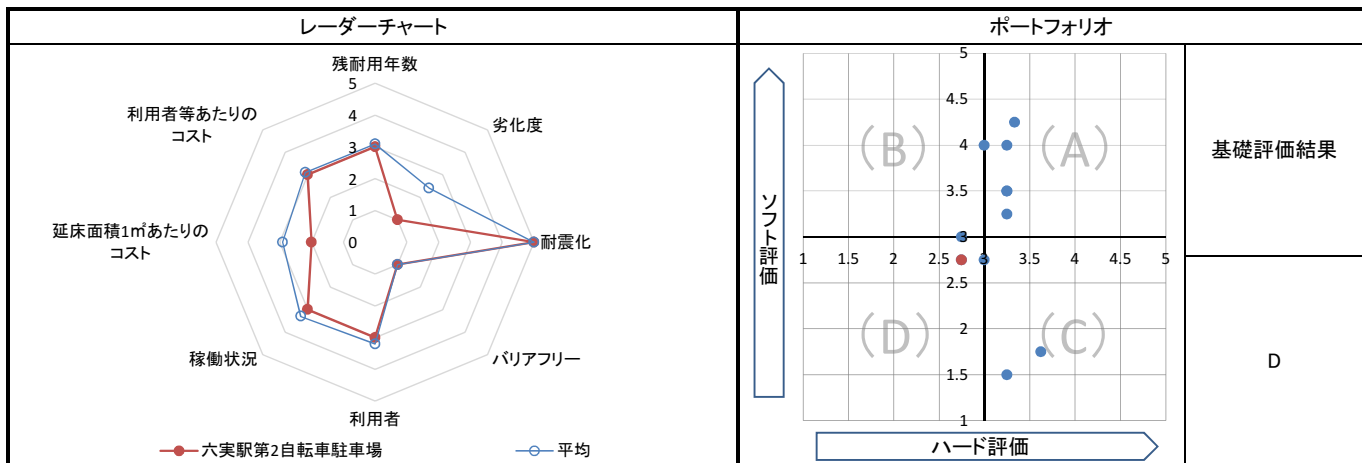 レーダーチャート
残耐用年数
劣化度
耐震化
バリアフリー
利用者
稼働状況
延床面積1㎡あたりの
コスト
利用者等あたりの
コスト
5
4
3
2
1
0
六実駅第2自転車駐車場
平均
ポートフォリオ
ソフト評価
5
4.5
4
3.5
3
2.5
2
1.5
1
1 1.5 2 2.5 3 3.5 4 4.5 5
(B)
(A)
(D)
(C)
ハード評価
基礎評価結果
D